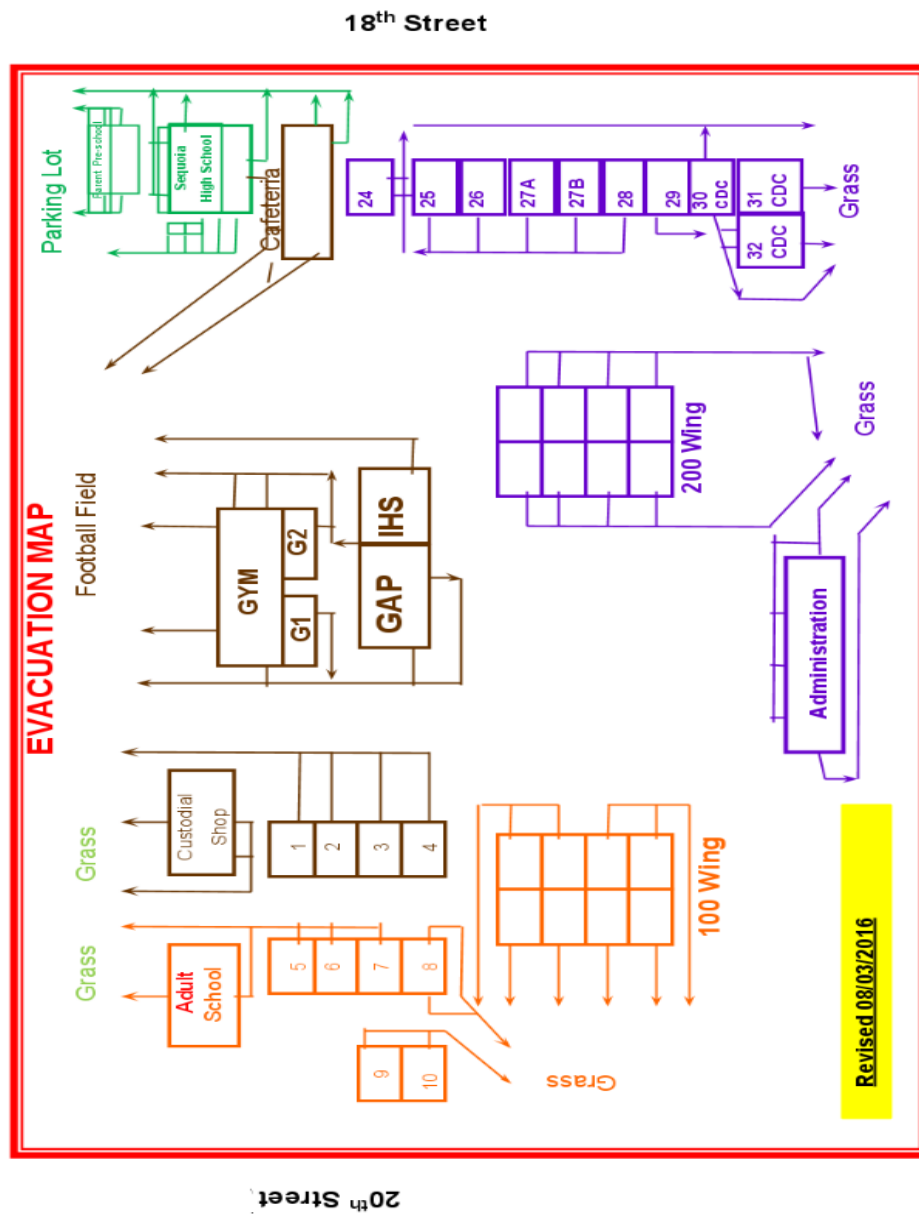 18th Street
EVACUATION MAP
Parking Lot
Parent Pre-school
Sequoia
High School
Cafeteria
24
25
26
27A
27B
28
29
30
CDC
31
CDC
32
CDC
Grass
Football Field
GYM
G1
G2
GAP
IHS
200 Wing
Grass
Administration
Grass
Custodial
Shop
1
2
3
4
Grass
Adult
School
5
6
7
8
9
10
Grass
100 Wing
Revised 08/03/2016
20th Street